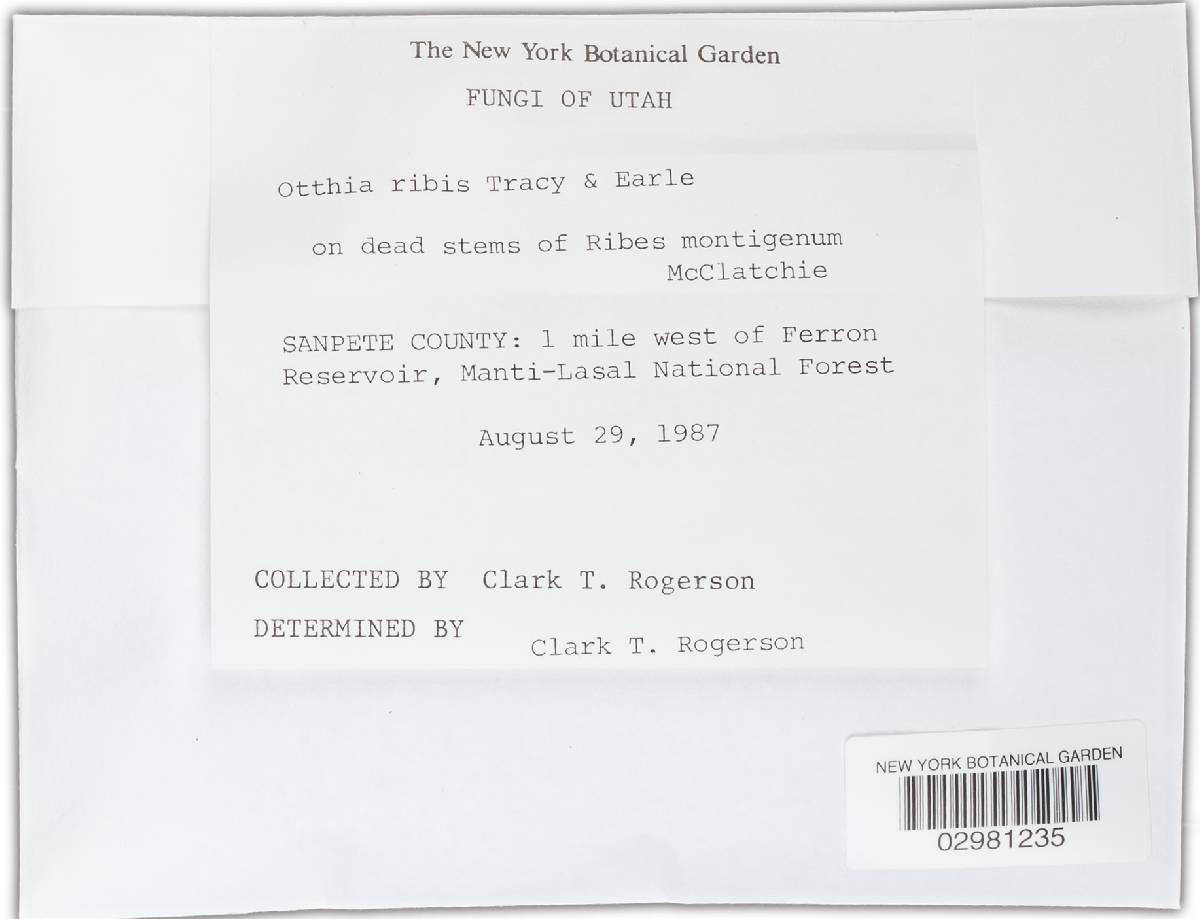 The New York Botanical Garden
FUNGI OF UTAH
Otthia ribis Tracy & Earle
on dead stems of Ribes montigenum
McClatchie
SANPETE COUNTY: 1 mile west of Ferron
Reservoir, Manti-Lasal National Forest
August 29, 1987
COLLECTED BY Clark T. Rogerson
DETERMINED BY Clark T. Rogerson
NEW YORK BOTANICAL GARDEN
02981235